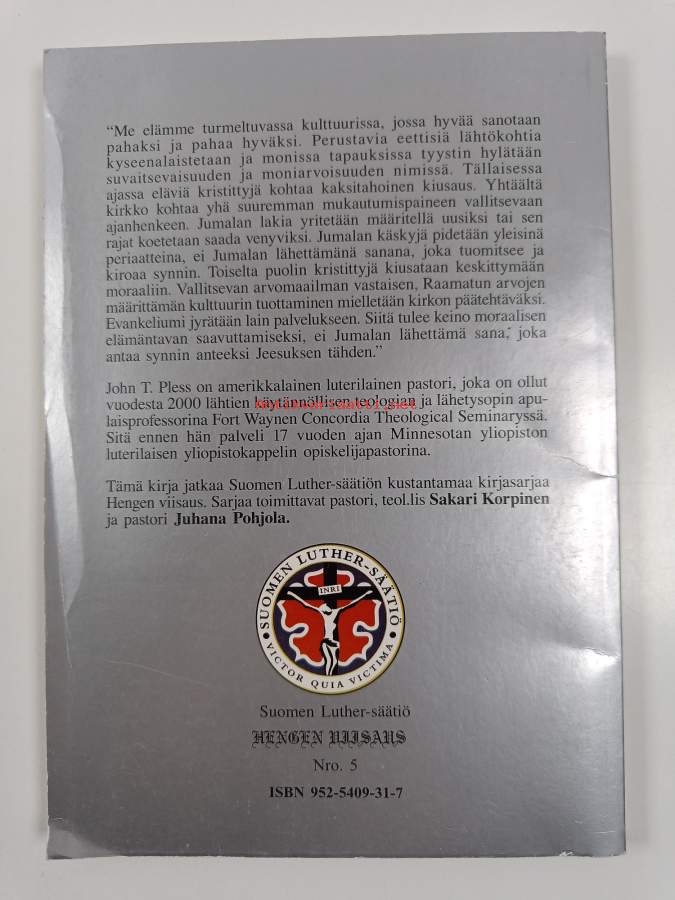 “Me elämme turmeltuvassa kulttuurissa, jossa hyvää sanotaan
pahaksi ja pahaa hyväksi. Perustavia eettisiä lähtökohtia
kyseenalaistetaan ja monissa tapauksissa tyystin hylätään
suvaitsevaisuuden ja moniarvoisuuden nimissä. Tällaisessa
ajassa eläviä kristittyjä kohtaa kaksitahoinen kiusaus. Yhtäältä
kirkko kohtaa yhä suuremman mukautumispaineen vallitsevaan
ajanhenkeen. Jumalan lakia yritetään määritellä uusiksi tai sen
rajat koetetaan saada venyviksi. Jumalan käskyjä pidetään yleisinä
periaatteina, ei Jumalan lähettämänä sanana, joka tuomitsee ja
kiroaa synnin. Toiselta puolin kristittyjä kiusataan keskittymään
moraaliin. Vallitsevan arvomaailman vastaisen, Raamatun arvojen
määrittämän kulttuurin tuottaminen mielletään kirkon päätehtäväksi.
Evankeliumi jyrätään lain palvelukseen. Siitä tulee keino moraalisen
elämäntavan saavuttamiseksi, ei Jumalan lähettämä sana, joka
antaa synnin anteeksi Jeesuksen tähden.”
John T. Pless on amerikkalainen luterilainen pastori, joka on ollut
vuodesta 2000 lähtien käytännöllisen teologian ja lähetysopin apu-
laisprofessorina Fort Waynen Concordia Theological Seminaryssä.
Sitä ennen hän palveli 17 vuoden ajan Minnesotan yliopiston
luterilaisen yliopistokappelin opiskelijapastorina.
Tämä kirja jatkaa Suomen Luther-säätiön kustantamaa kirjasarjaa
Hengen viisaus. Sarjaa toimittavat pastori, teol.lis Sakari Korpinen
ja pastori Juhana Pohjola.
SUOMEN LUTHER-SÄÄTIÖ
INRI
VICTOR QUIA VICTIMA
Suomen Luther-säätiö
HENGEN VIISAUS
Nro. 5
ISBN 952-5409-31-7